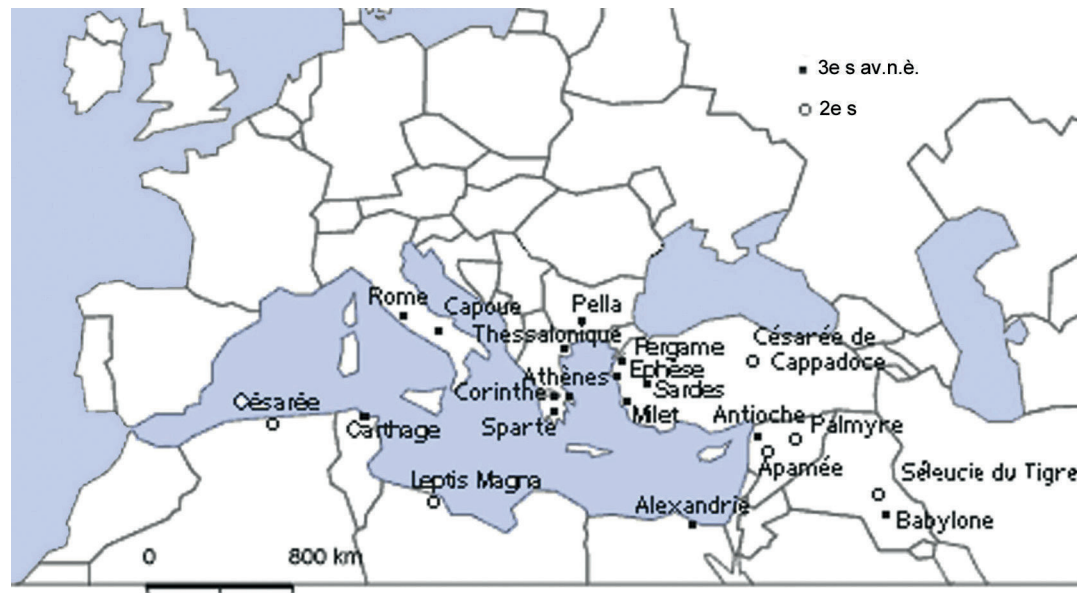 3e s av.n.è.
2e s
Rome
Capoue
Pella
Thessalonique
Césarée de
Cappadoce
Pergame
Ephèse
Athènes
Sardes
Corinthe
Césarée
Milet
Antioche
Carthage
Sparte
Palmyre
Apamée
Séleucie du Tigre
Leptis Magna
Alexandrie
Babylone
0
800 km